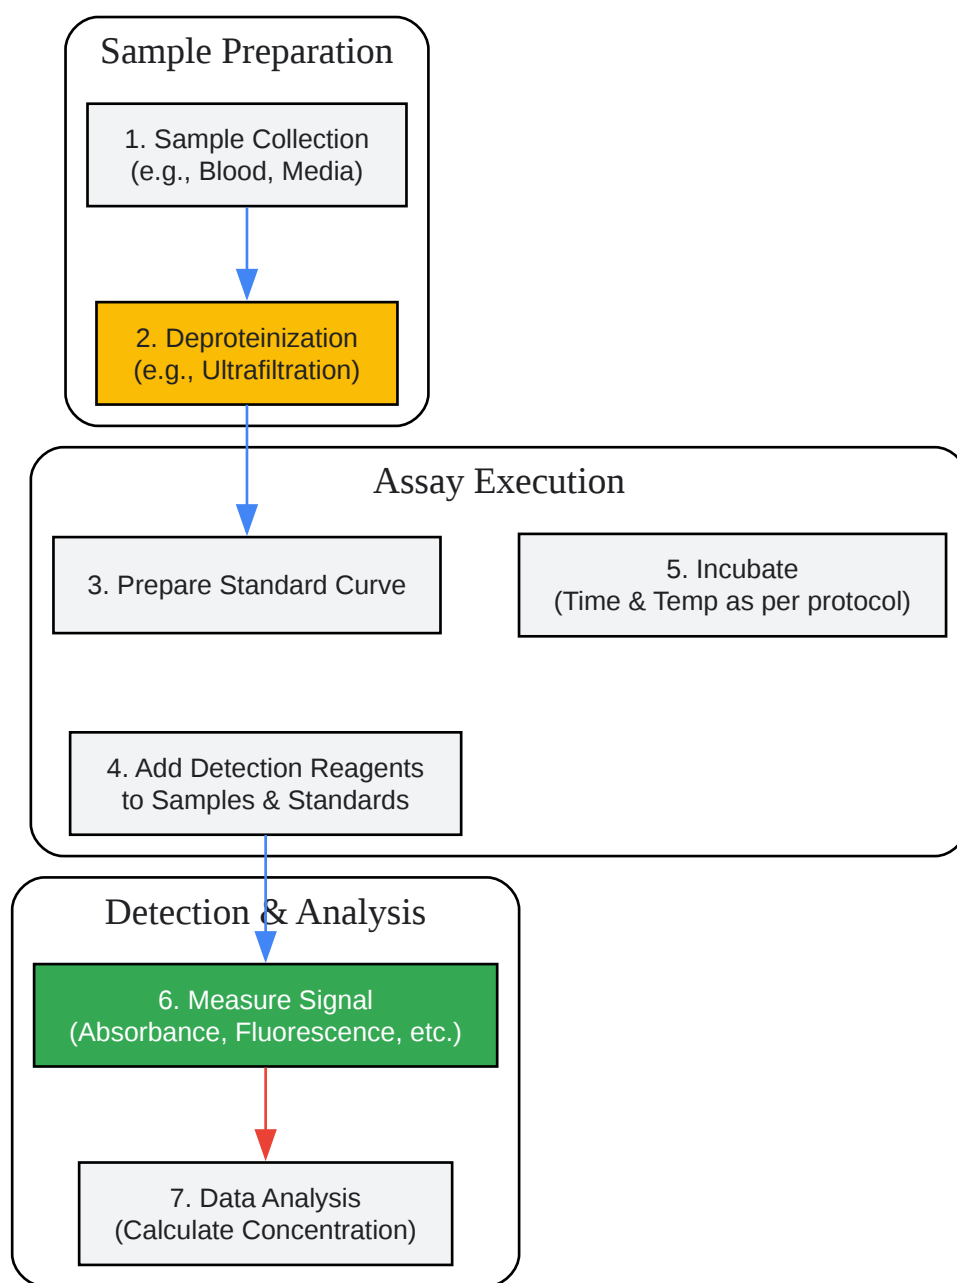 Sample Preparation
1. Sample Collection
(e.g., Blood, Media)
2. Deproteinization
(e.g., Ultrafiltration)
Assay Execution
3. Prepare Standard Curve
5. Incubate
(Time & Temp as per protocol)
4. Add Detection Reagents
to Samples & Standards
Detection & Analysis
6. Measure Signal
(Absorbance, Fluorescence, etc.)
7. Data Analysis
(Calculate Concentration)